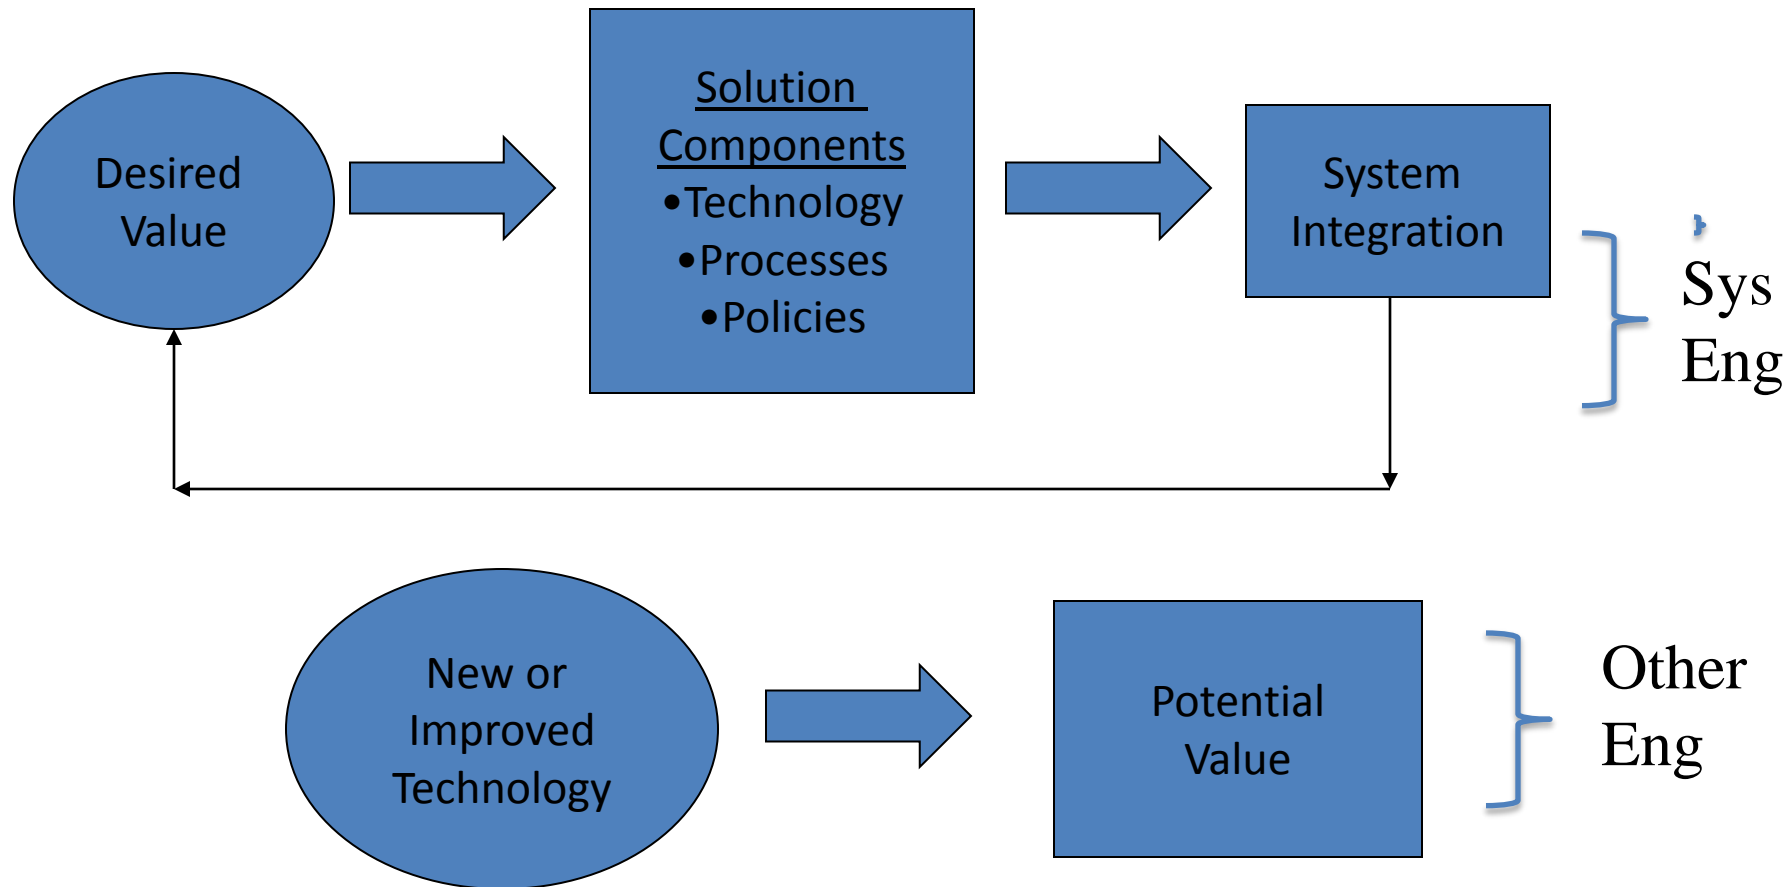 Desired
Value
Solution
Components
•Technology
•Processes
•Policies
System
Integration
Sys
Eng
New or
Improved
Technology
Potential
Value
Other
Eng